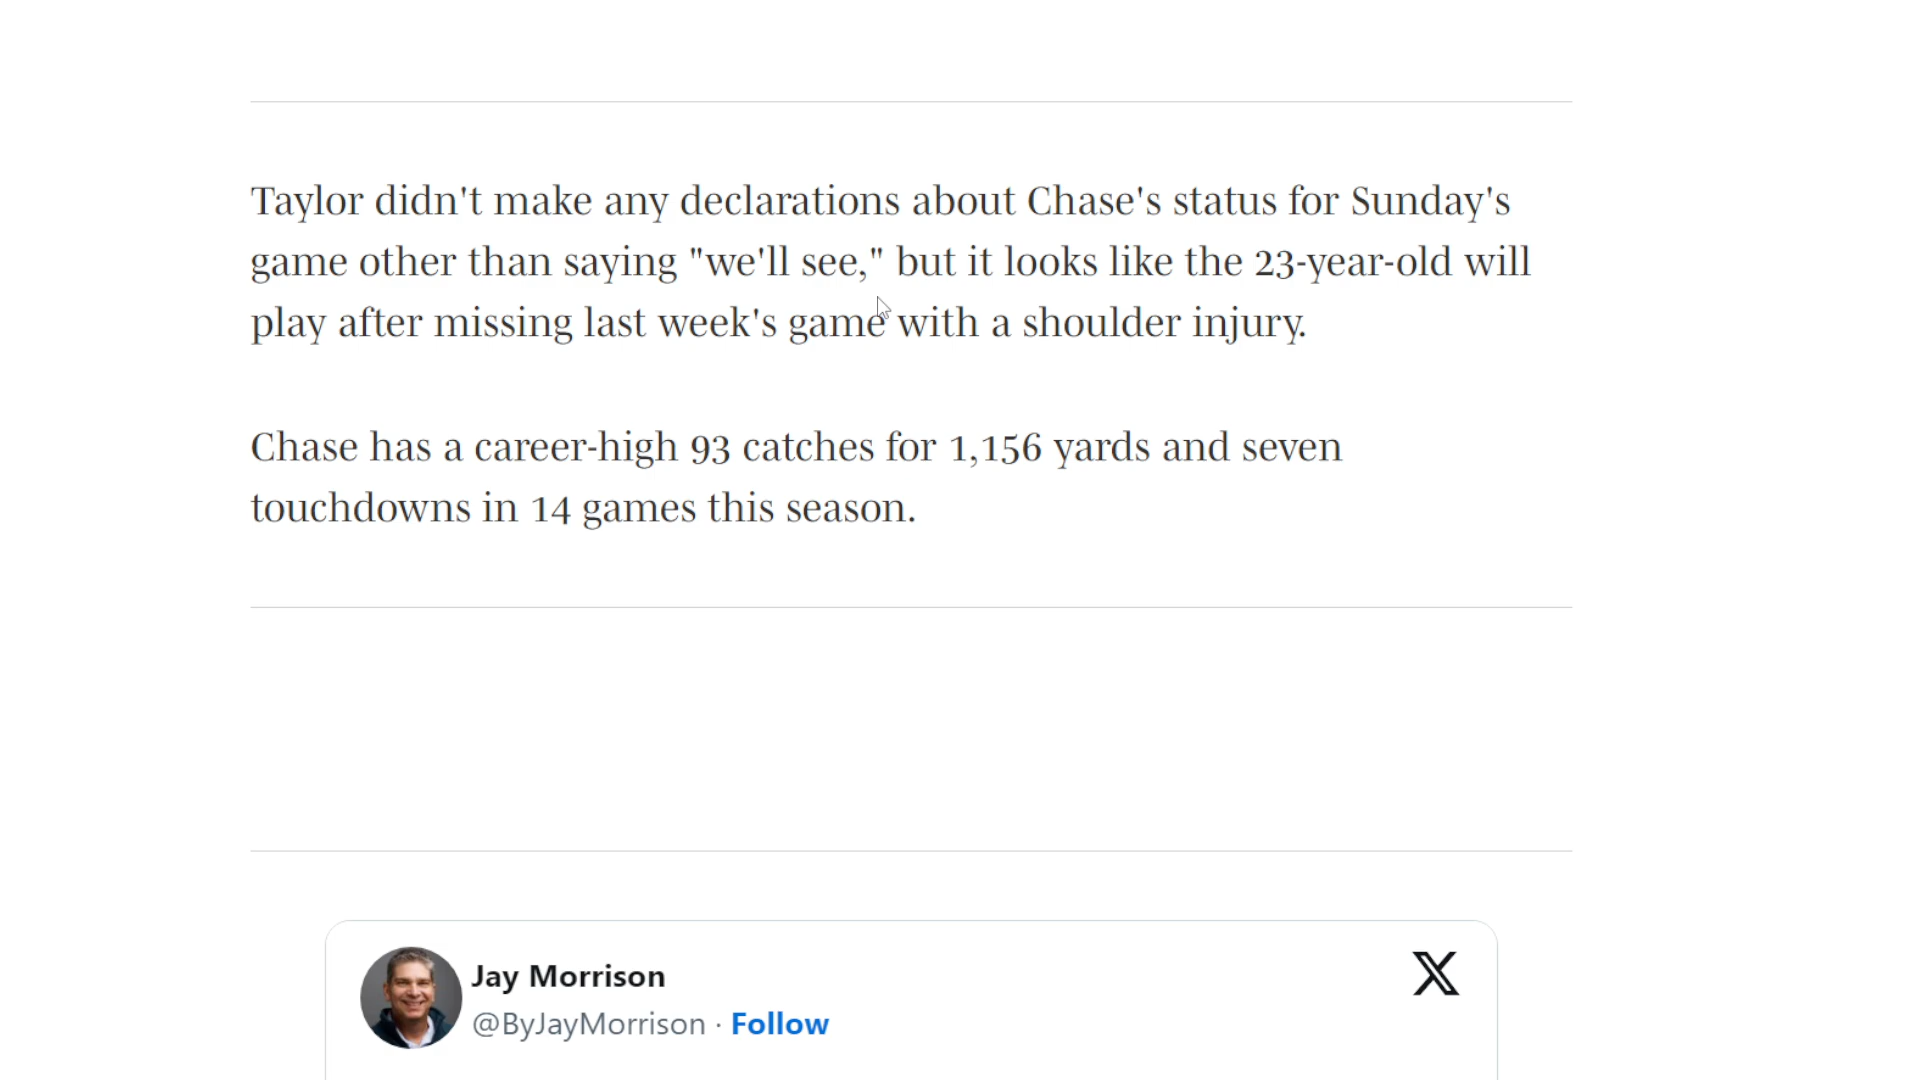 Taylor didn't make any declarations about Chase's status for Sunday's
game other than saying "we'll see," but it looks like the 23-year-old will
play after missing last week's game with a shoulder injury.
Chase has a career-high 93 catches for 1,156 yards and seven
touchdowns in 14 games this season.
Jay Morrison
@ByJayMorrison · Follow